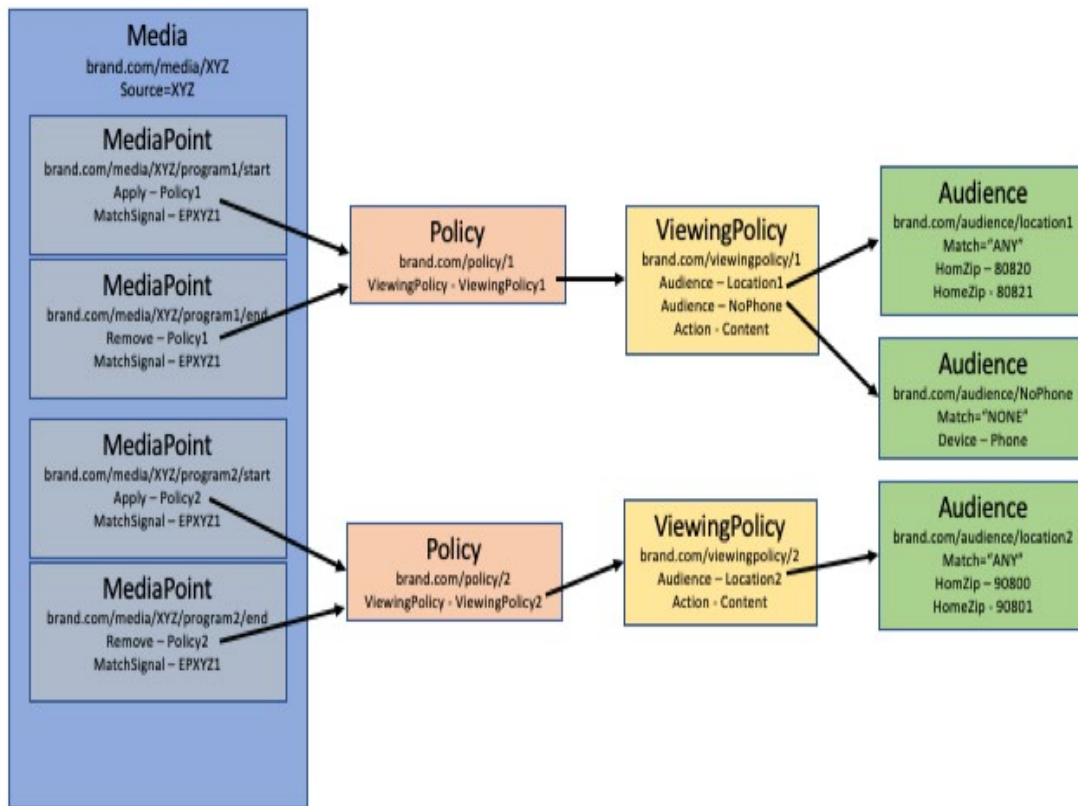 Media
brand.com/media/XYZ
Source=XYZ
MediaPoint
brand.com/media/XYZ/program1/start
Apply – Policy1
MatchSignal – EPXYZ1
MediaPoint
brand.com/media/XYZ/program1/end
Remove – Policy1
MatchSignal – EPXYZ1
MediaPoint
brand.com/media/XYZ/program2/start
Apply – Policy2
MatchSignal – EPXYZ1
MediaPoint
brand.com/media/XYZ/program2/end
Remove – Policy2
MatchSignal – EPXYZ1
Policy
brand.com/policy/1
ViewingPolicy - ViewingPolicy1
Policy
brand.com/policy/2
ViewingPolicy - ViewingPolicy2
ViewingPolicy
brand.com/viewingpolicy/1
Audience – Location1
Audience – NoPhone
Action - Content
ViewingPolicy
brand.com/viewingpolicy/2
Audience – Location2
Action - Content
Audience
brand.com/audience/location1
Match="ANY"
HomZip – 80820
HomeZip - 80821
Audience
brand.com/audience/NoPhone
Match="NONE"
Device – Phone
Audience
brand.com/audience/location2
Match="ANY"
HomZip – 90800
HomeZip - 90801